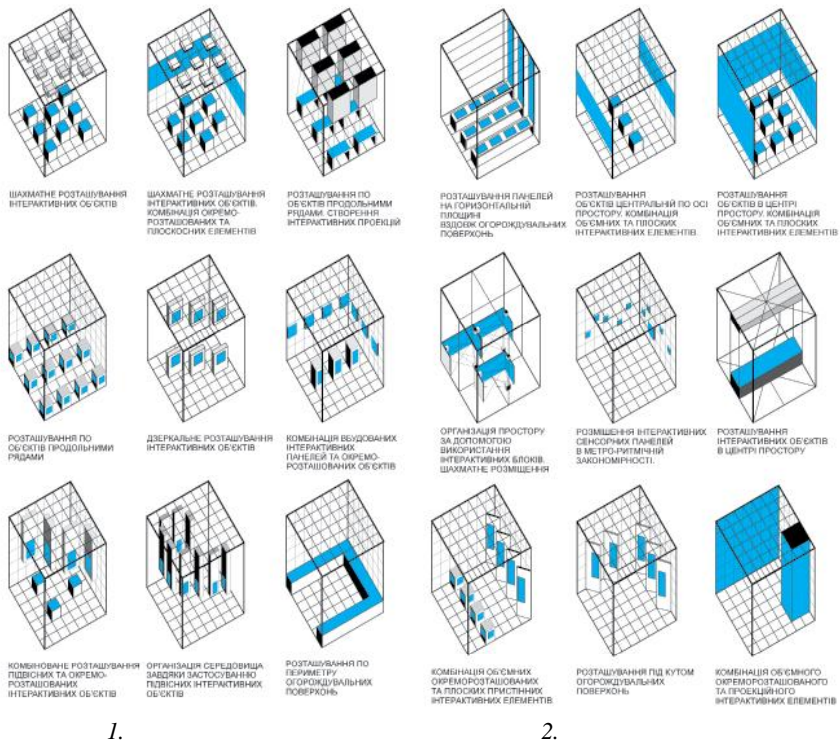 ШАХМАТНЕ РОЗТАШУВАННЯ
ІНТЕРАКТИВНИХ ОБ'ЄКТІВ
ШАХМАТНЕ РОЗТАШУВАННЯ
ІНТЕРАКТИВНИХ ОБ'ЄКТІВ.
КОМБІНАЦІЯ ОКРЕМО-
РОЗТАШОВАНИХ ТА
ПЛОСКОСНИХ ЕЛЕМЕНТІВ
РОЗТАШУВАННЯ ПО
ОБ'ЄКТІВ ПРОДОЛЬНИМИ
РЯДАМИ. СТВОРЕННЯ
ІНТЕРАКТИВНИХ ПРОЕКЦІЙ
РОЗТАШУВАННЯ ПАНЕЛЕЙ
НА ГОРИЗОНТАЛЬНІЙ
ПЛОЩИНІ
ВЗДОВЖ ОГОРОЖДУВАЛЬНИХ
ПОВЕРХОНЬ
РОЗТАШУВАННЯ
ОБ'ЄКТІВ ЦЕНТРАЛЬНІЙ ПО ОСІ
ПРОСТОРУ. КОМБІНАЦІЯ
ОБ'ЄМНИХ ТА ПЛОСКИХ
ІНТЕРАКТИВНИХ ЕЛЕМЕНТІВ.
РОЗТАШУВАННЯ
ОБ'ЄКТІВ В ЦЕНТРІ
ПРОСТОРУ. КОМБІНАЦІЯ
ОБ'ЄМНИХ ТА ПЛОСКИХ
ІНТЕРАКТИВНИХ ЕЛЕМЕНТІВ
РОЗТАШУВАННЯ ПО
ОБ'ЄКТІВ ПРОДОЛЬНИМИ
РЯДАМИ
ДЗЕРКАЛЬНЕ РОЗТАШУВАННЯ
ІНТЕРАКТИВНИХ ОБ'ЄКТІВ
КОМБІНАЦІЯ ВБУДОВАНИХ
ІНТЕРАКТИВНИХ
ПАНЕЛЕЙ ТА ОКРЕМО-
РОЗТАШОВАНИХ ОБ'ЄКТІВ
ОРГАНІЗАЦІЯ ПРОСТОРУ
ЗА ДОПОМОГОЮ
ВИКОРИСТАННЯ
ІНТЕРАКТИВНИХ БЛОКІВ.
ШАХМАТНЕ РОЗМІЩЕННЯ
РОЗМІЩЕННЯ ІНТЕРАКТИВНИХ
СЕНСОРНИХ ПАНЕЛЕЙ
В МЕТРО-РИТМІЧНІЙ
ЗАКОНОМІРНОСТІ.
РОЗТАШУВАННЯ
ІНТЕРАКТИВНИХ ОБ'ЄКТІВ
В ЦЕНТРІ ПРОСТОРУ
КОМБІНОВАНЕ РОЗТАШУВАННЯ
ПІДВІСНИХ ТА ОКРЕМО-
РОЗТАШОВАНИХ
ІНТЕРАКТИВНИХ ОБ'ЄКТІВ
ОРГАНІЗАЦІЯ СЕРЕДОВИЩА
ЗАВДЯКИ ЗАСТОСУВАННЮ
ПІДВІСНИХ ІНТЕРАКТИВНИХ
ОБ'ЄКТІВ
РОЗТАШУВАННЯ ПО
ПЕРИМЕТРУ
ОГОРОЖДУВАЛЬНИХ
ПОВЕРХОНЬ
КОМБІНАЦІЯ ОБ'ЄМНИХ
ОКРЕМОРОЗТАШОВАНИХ
ТА ПЛОСКИХ ПРИСТІННИХ
ІНТЕРАКТИВНИХ ЕЛЕМЕНТІВ.
РОЗТАШУВАННЯ ПІД КУТОМ
ОГОРОЖДУВАЛЬНИХ
ПОВЕРХОНЬ
КОМБІНАЦІЯ ОБ'ЄМНОГО
ОКРЕМОРОЗТАШОВАНОГО
ТА ПРОЕКЦІЙНОГО
ІНТЕРАКТИВНИХ ЕЛЕМЕНТІВ
1.
2.